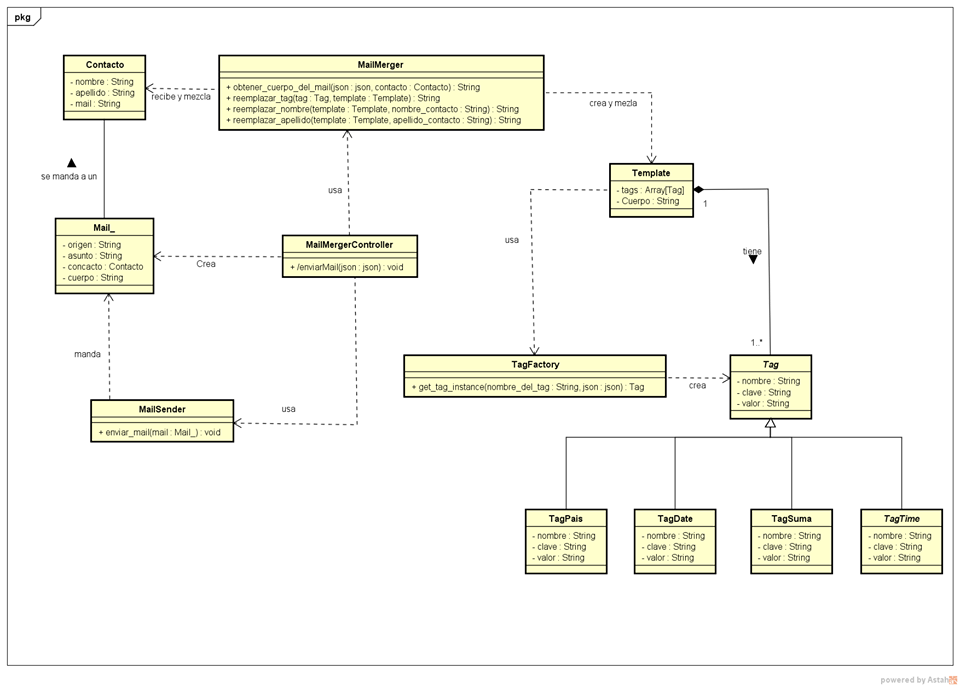 pkg
Contacto
- nombre : String
- apellido : String
- mail : String
recibe y mezcla
MailMerger
+ obtener_cuerpo_del_mail(json : json, contacto : Contacto) : String
+ reemplazar_tag(tag : Tag, template : Template) : String
+ reemplazar_nombre(template : Template, nombre_contacto : String) : String
+ reemplazar_apellido(template : Template, apellido_contacto : String) : String
crea y mezla
Template
- tags : Array[Tag]
- Cuerpo : String
1
se manda a un
usa
Mail_
- origen : String
- asunto : String
- concacto : Contacto
- cuerpo : String
Crea
MailMergerController
+ /enviarMail(json : json) : void
usa
tiene
1..*
manda
TagFactory
+ get_tag_instance(nombre_del_tag : String, json : json) : Tag
crea
Tag
- nombre : String
- clave : String
- valor : String
MailSender
+ enviar_mail(mail : Mail_) : void
usa
TagPais
- nombre : String
- clave : String
- valor : String
TagDate
- nombre : String
- clave : String
- valor : String
TagSuma
- nombre : String
- clave : String
- valor : String
TagTime
- nombre : String
- clave : String
- valor : String
powered by Astah